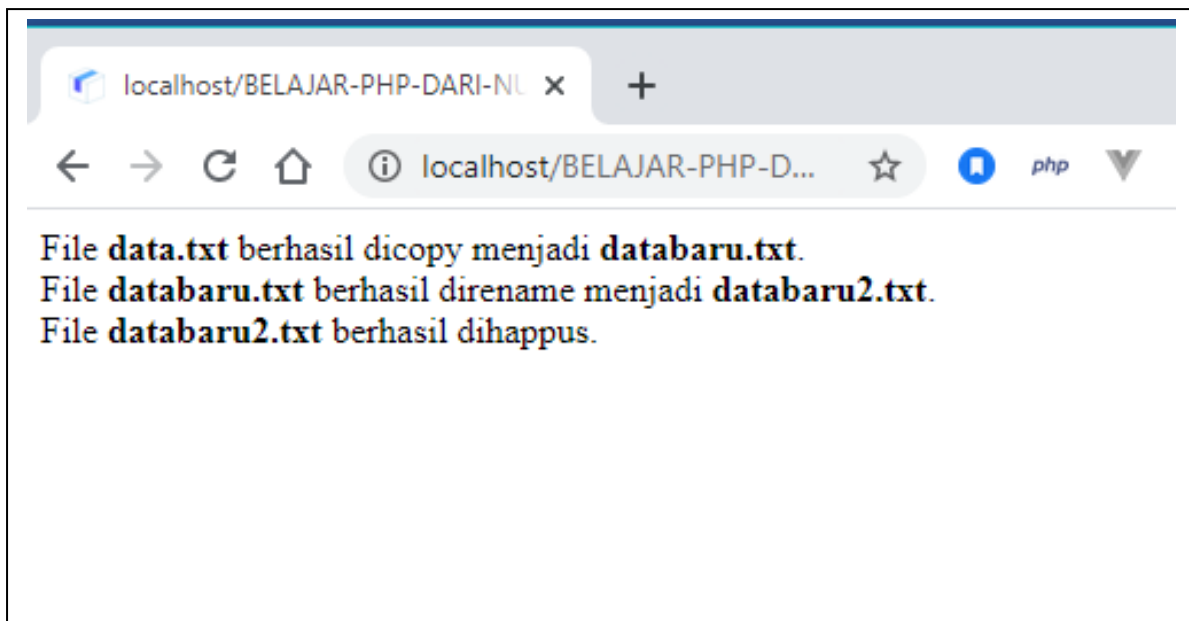 localhost/BELAJAR-PHP-DARI-NU
localhost/BELAJAR-PHP-D...
php
File data.txt berhasil dicopy menjadi databaru.txt.
File databaru.txt berhasil direname menjadi databaru2.txt.
File databaru2.txt berhasil dihappus.